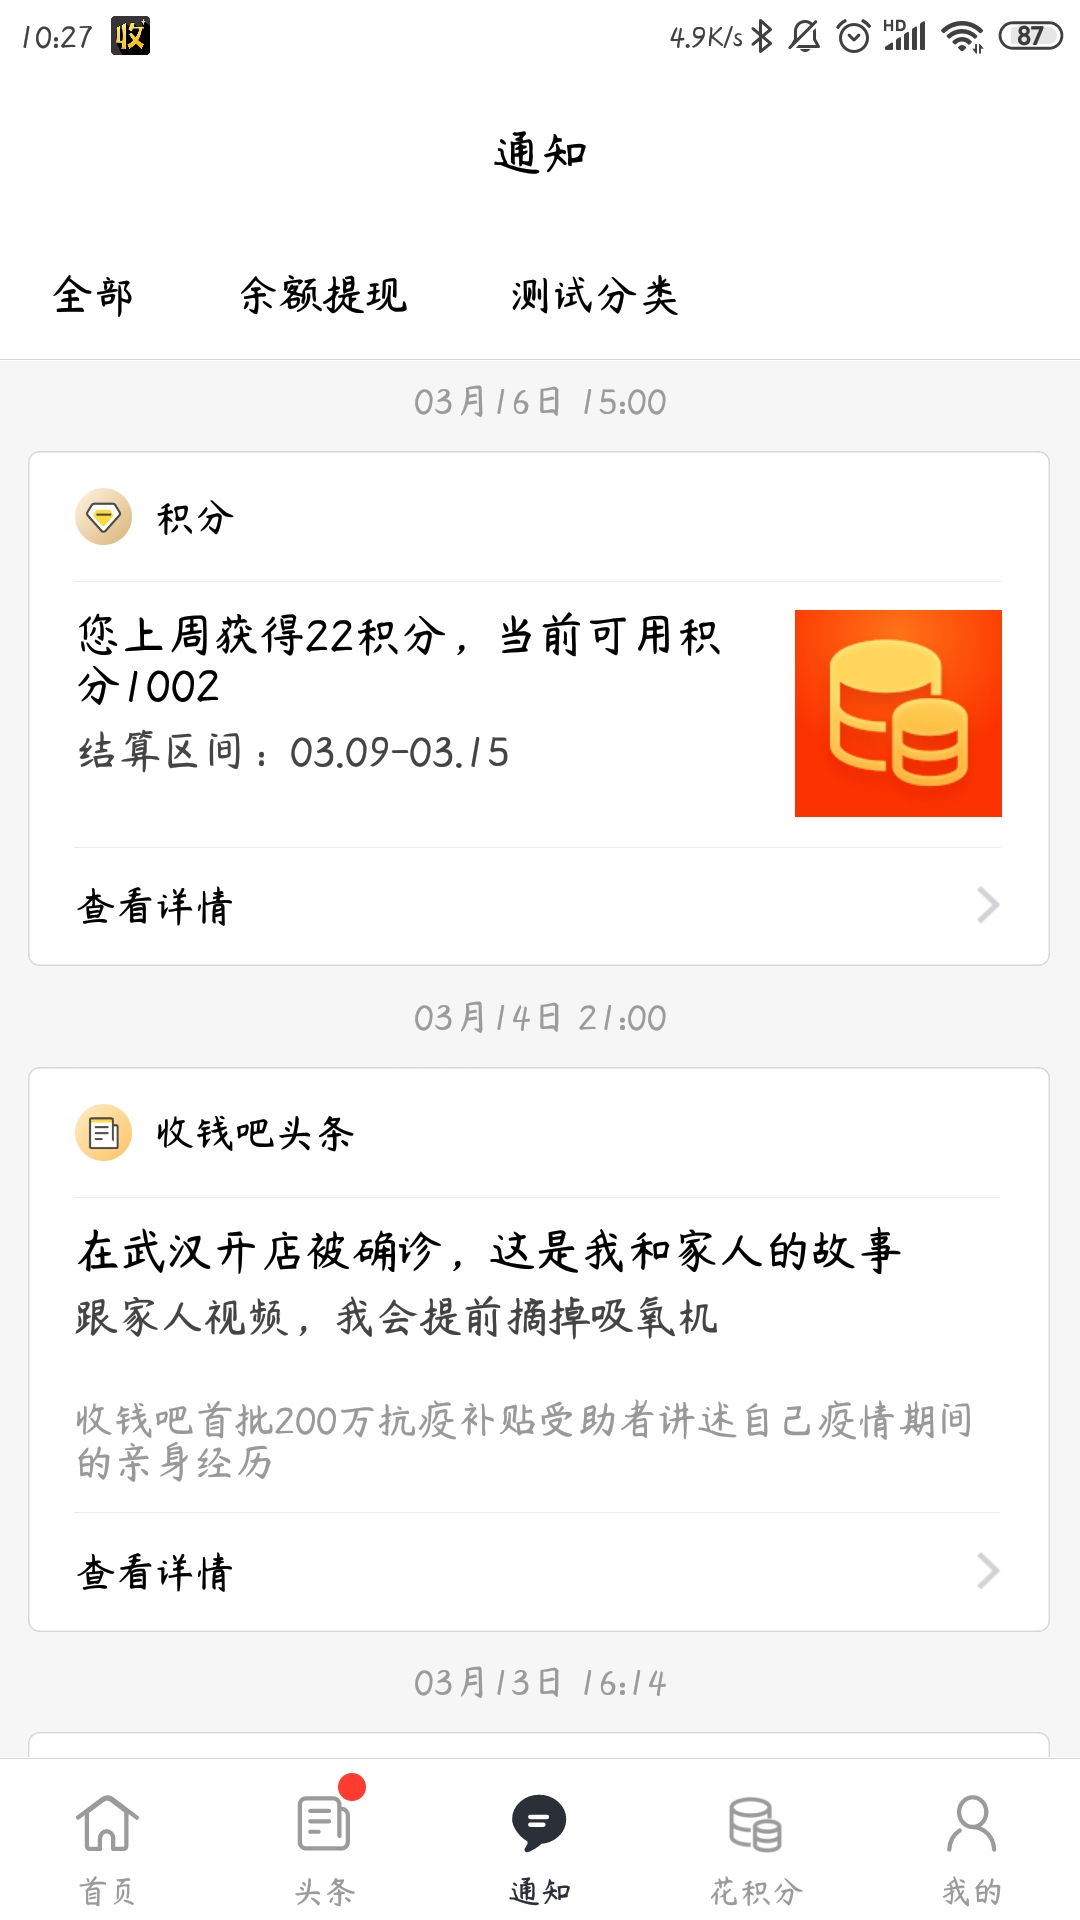 10:27 收 4.9K/s HD 87
通知
全部 余额提现 测试分类
03月16日 15:00
积分
您上周获得22积分，当前可用积
分1002
结算区间：03.09-03.15
查看详情
03月14日 21:00
收钱吧头条
在武汉开店被确诊，这是我和家人的故事
跟家人视频，我会提前摘掉吸氧机
收钱吧首批200万抗疫补贴受助者讲述自己疫情期间
的亲身经历
查看详情
03月13日 16:14
首页 头条 通知 花积分 我的